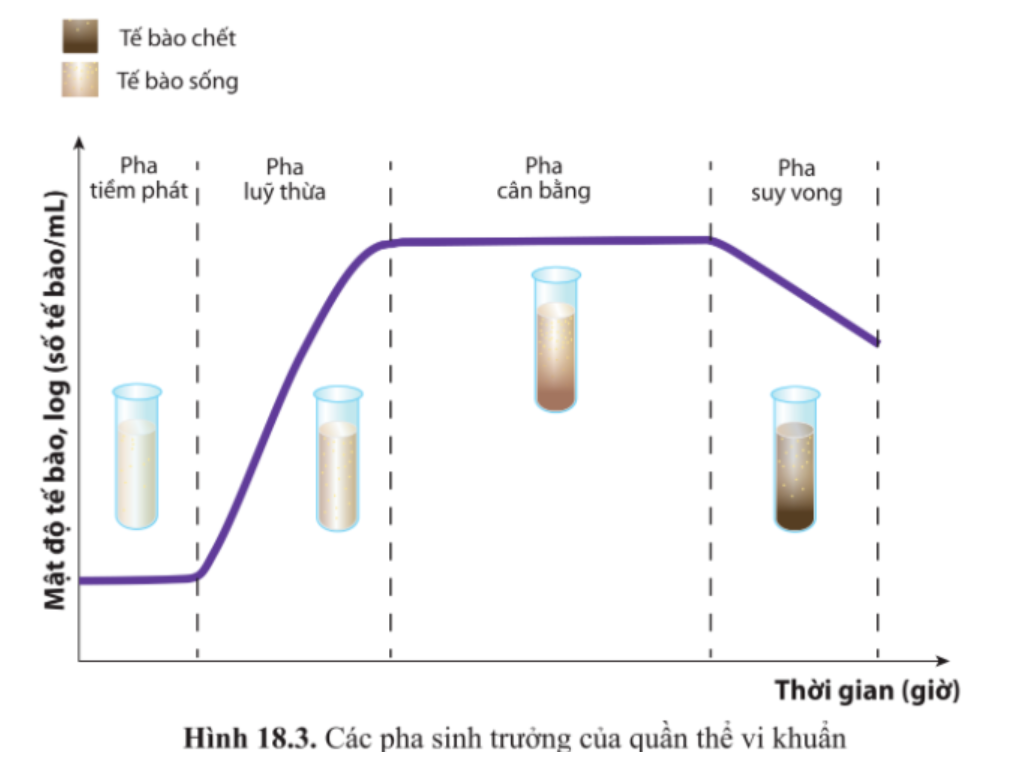 Tế bào chết
Tế bào sống
Pha
tiềm phát
Pha
luỹ thừa
Pha
cân bằng
Pha
suy vong
Mật độ tế bào, log (số tế bào/mL)
Thời gian (giờ)
Hình 18.3. Các pha sinh trưởng của quần thể vi khuẩn